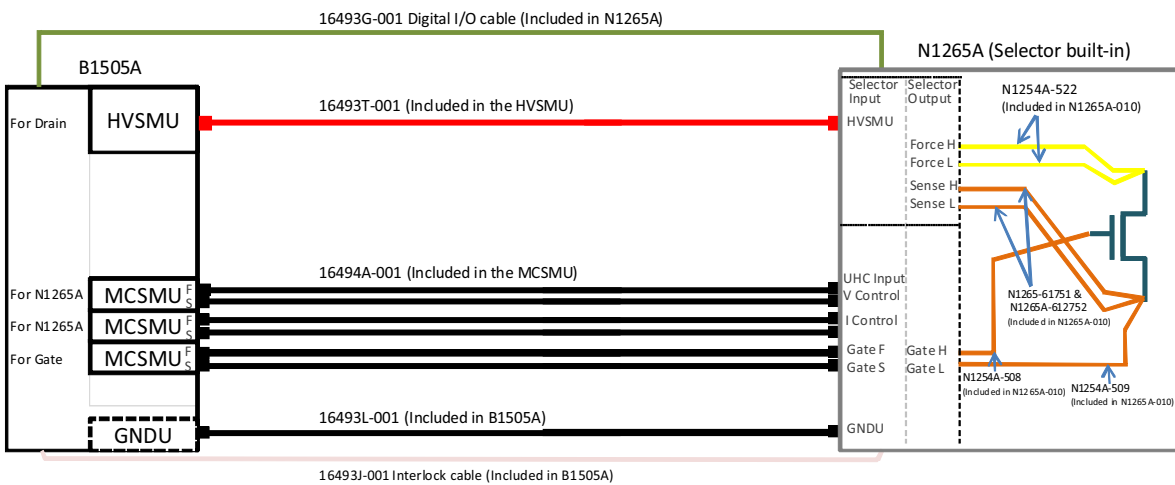 16493G-001 Digital I/O cable (Included in N1265A)
B1505A
N1265A (Selector built-in)
For Drain
HVSMU
16493T-001 (Included in the HVSMU)
Selector
Input
Selector
Output
HVSMU
N1254A-522
(Included in N1265A-010)
Force H
Force L
Sense H
Sense L
16494A-001 (Included in the MCSMU)
For N1265A
MCSMU
F
S
For N1265A
MCSMU
F
S
For Gate
MCSMU
F
S
UHC Input
V Control
I Control
Gate F
Gate S
Gate H
Gate L
N1265-61751 &
N1265A-612752
(Included in N1265A-010)
N1254A-508
(Included in N1265A-010)
N1254A-509
(Included in N1265A-010)
16493L-001 (Included in B1505A)
GNDU
GNDU
16493J-001 Interlock cable (Included in B1505A)